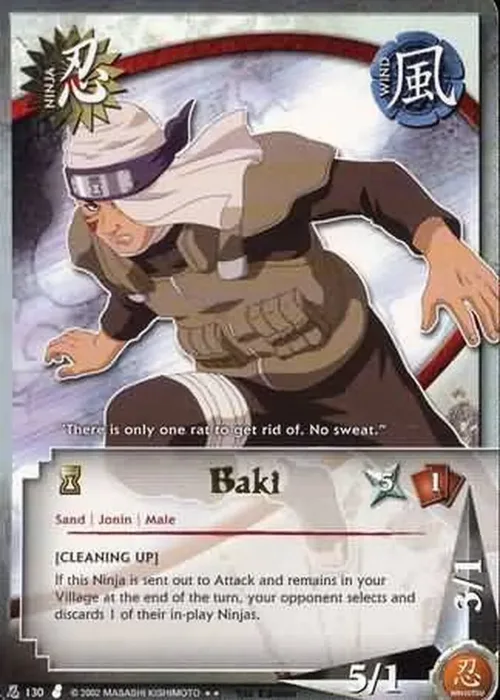 NINJA
忍
WIND
風
"There is only one rat to get rid of. No sweat."
Baki
5
1
Sand | Jonin | Male
[CLEANING UP]
If this Ninja is sent out to Attack and remains in your
Village at the end of the turn, your opponent selects and
discards 1 of their in-play Ninjas.
3/1
5/1
忍
NINJUTSU
忍 130 © 2002 MASASHI KISHIMOTO